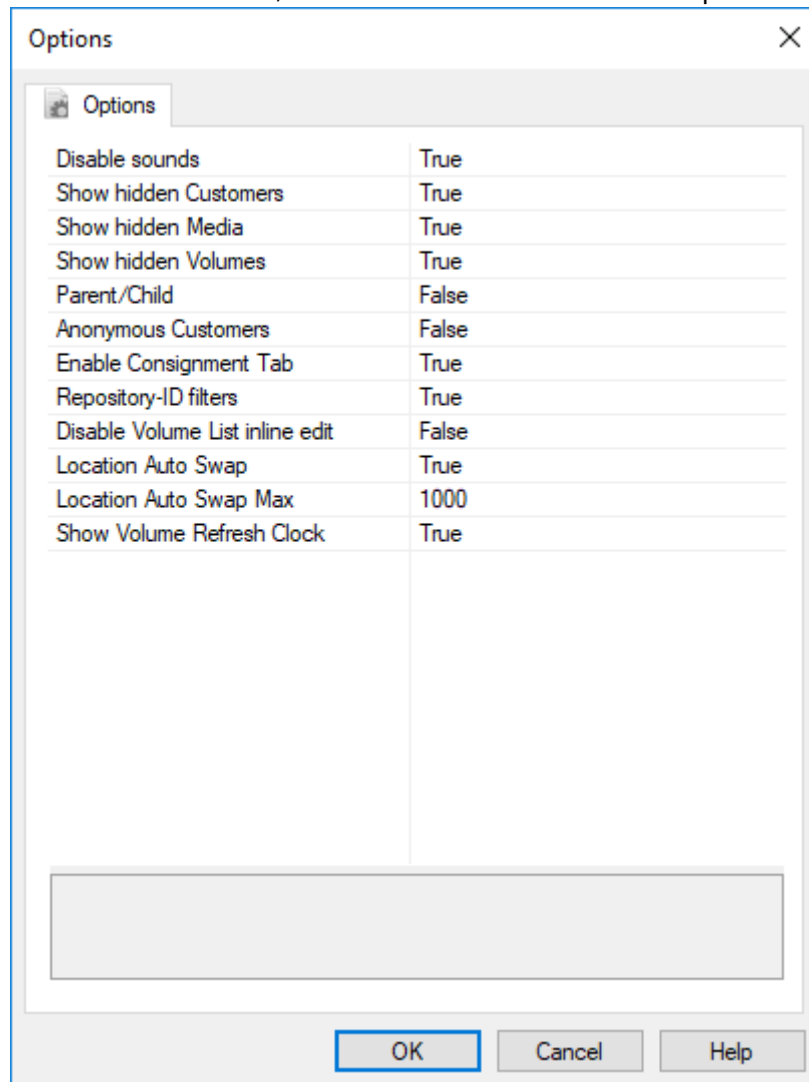 Options
Options
Disable sounds True
Show hidden Customers True
Show hidden Media True
Show hidden Volumes True
Parent/Child False
Anonymous Customers False
Enable Consignment Tab True
Repository-ID filters True
Disable Volume List inline edit False
Location Auto Swap True
Location Auto Swap Max 1000
Show Volume Refresh Clock True
OK Cancel Help